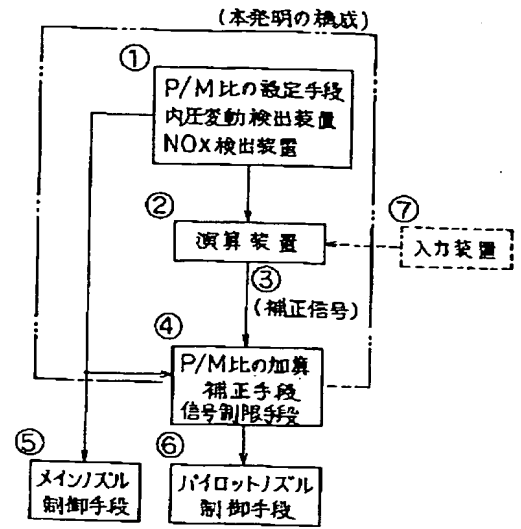 (本発明の構成)
①
P/M比の設定手段
内圧変動検出装置
NOx検出装置
②
演算装置
⑦
入力装置
③
(補正信号)
④
P/M比の加算
補正手段
信号制限手段
⑤
メインノズル
制御手段
⑥
パイロットノズル
制御手段